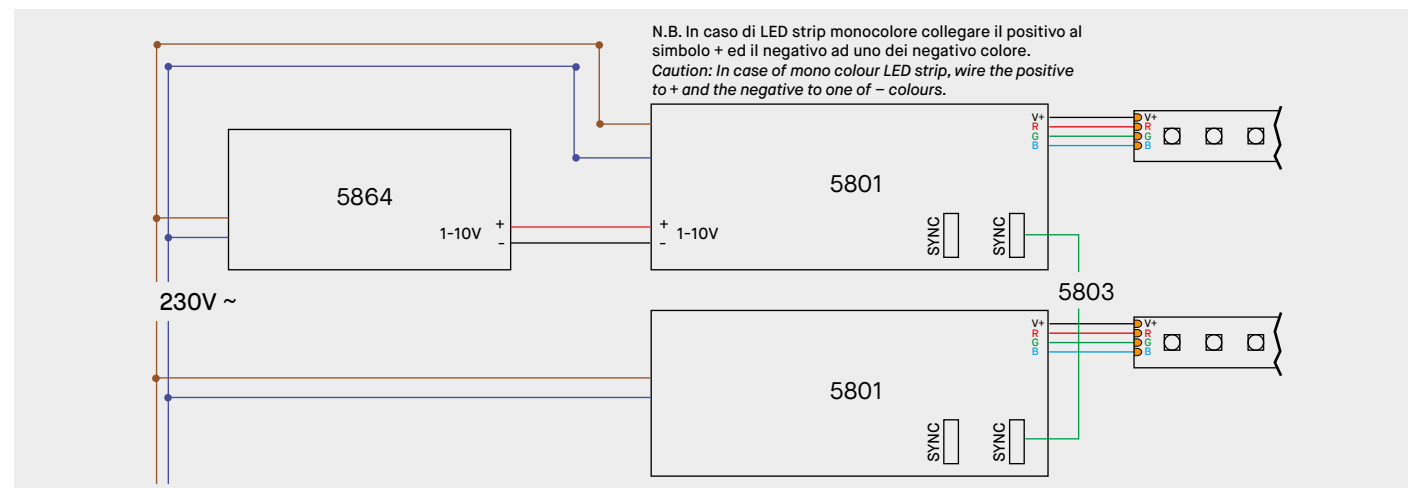 N.B. In caso di LED strip monocolore collegare il positivo al
simbolo + ed il negativo ad uno dei negativo colore.
Caution: In case of mono colour LED strip, wire the positive
to + and the negative to one of – colours.
5864
1-10V
+
-
5801
+
-
1-10V
SYNC
SYNC
V+
R
G
B
V+
R
G
B
230V ~
5803
5801
SYNC
SYNC
V+
R
G
B
V+
R
G
B